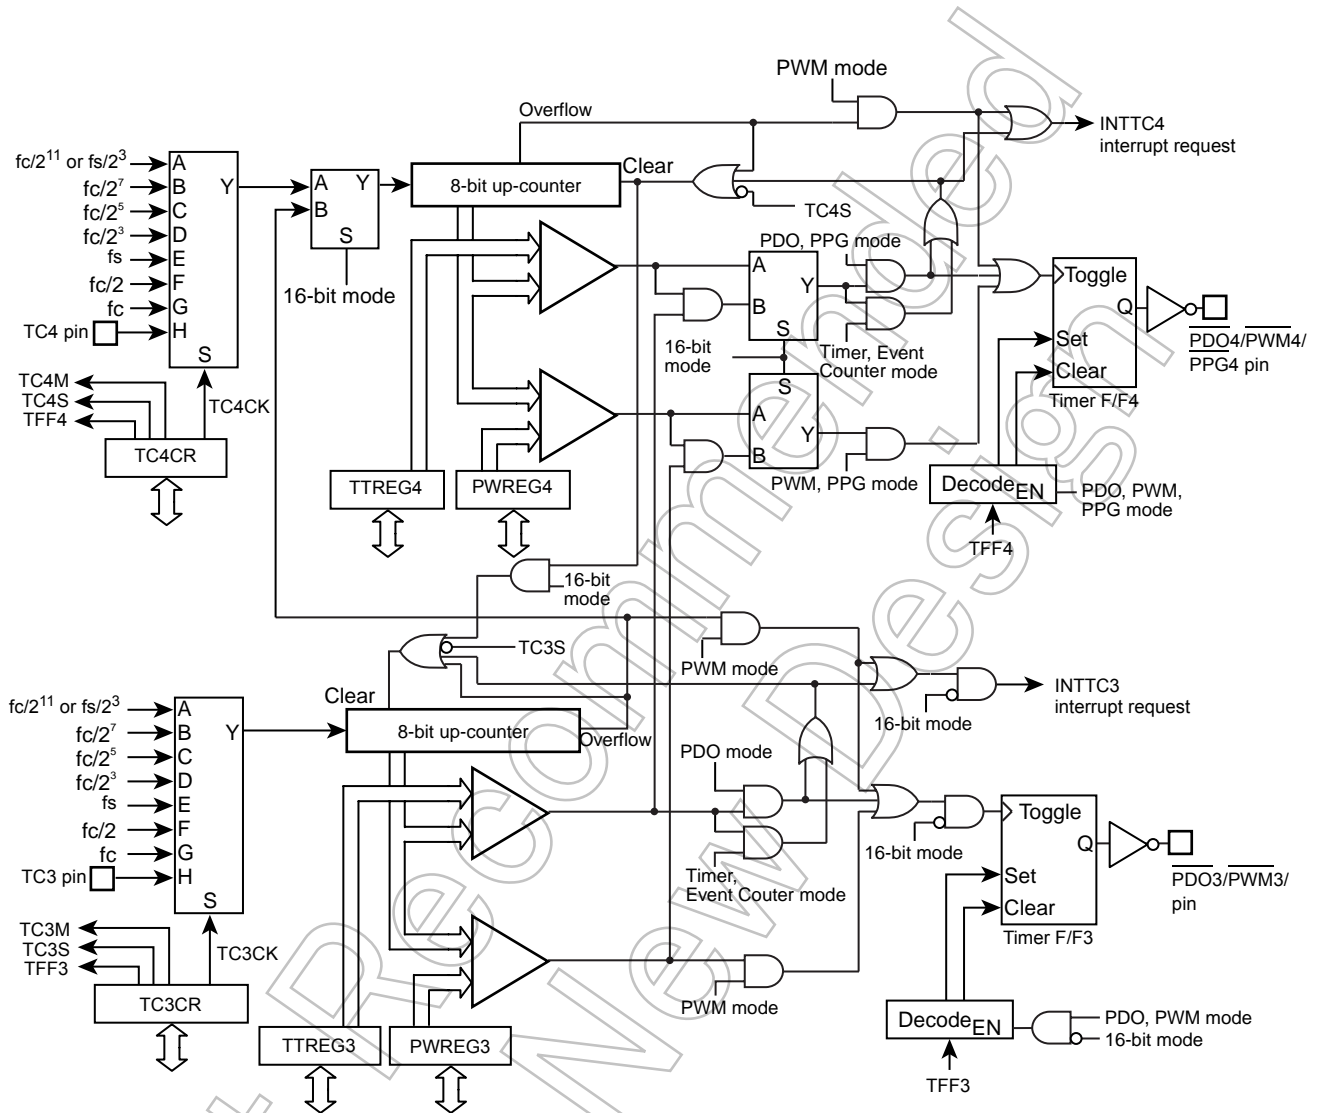 PWM mode
Overflow
INTTC4
interrupt request
fc/2¹¹ or fs/2³
fc/2⁷
fc/2⁵
fc/2³
fs
fc/2
fc
TC4 pin
A
B
C
D
E
F
G
H
Y
S
A
B
Y
S
16-bit mode
8-bit up-counter
Clear
TC4S
PDO, PPG mode
A
B
Y
S
16-bit
mode
Timer, Event
Counter mode
S
A
B
Y
PWM, PPG mode
Toggle
Q
Set
Clear
Timer F/F4
PDO4/PWM4/
PPG4 pin
TC4M
TC4S
TFF4
TC4CK
TC4CR
TTREG4
PWREG4
Decode EN
PDO, PWM,
PPG mode
TFF4
16-bit
mode
TC3S
PWM mode
INTTC3
interrupt request
16-bit mode
fc/2¹¹ or fs/2³
fc/2⁷
fc/2⁵
fc/2³
fs
fc/2
fc
TC3 pin
A
B
C
D
E
F
G
H
Y
S
Clear
8-bit up-counter
Overflow
PDO mode
Timer,
Event Couter mode
16-bit mode
Toggle
Q
Set
Clear
Timer F/F3
PDO3/PWM3/
pin
TC3M
TC3S
TFF3
TC3CK
TC3CR
TTREG3
PWREG3
PWM mode
Decode EN
PDO, PWM mode
16-bit mode
TFF3
Recommended
New Design